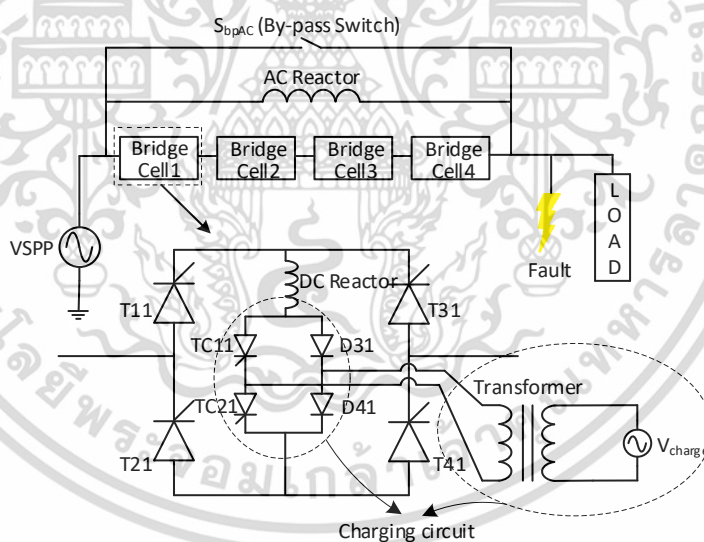 S_bpAC (By-pass Switch)
AC Reactor
Bridge
Cell1
Bridge
Cell2
Bridge
Cell3
Bridge
Cell4
VSPP
Fault
L
O
A
D
DC Reactor
T11
T31
TC11
D31
TC21
D41
T21
T41
Transformer
V_charge
Charging circuit